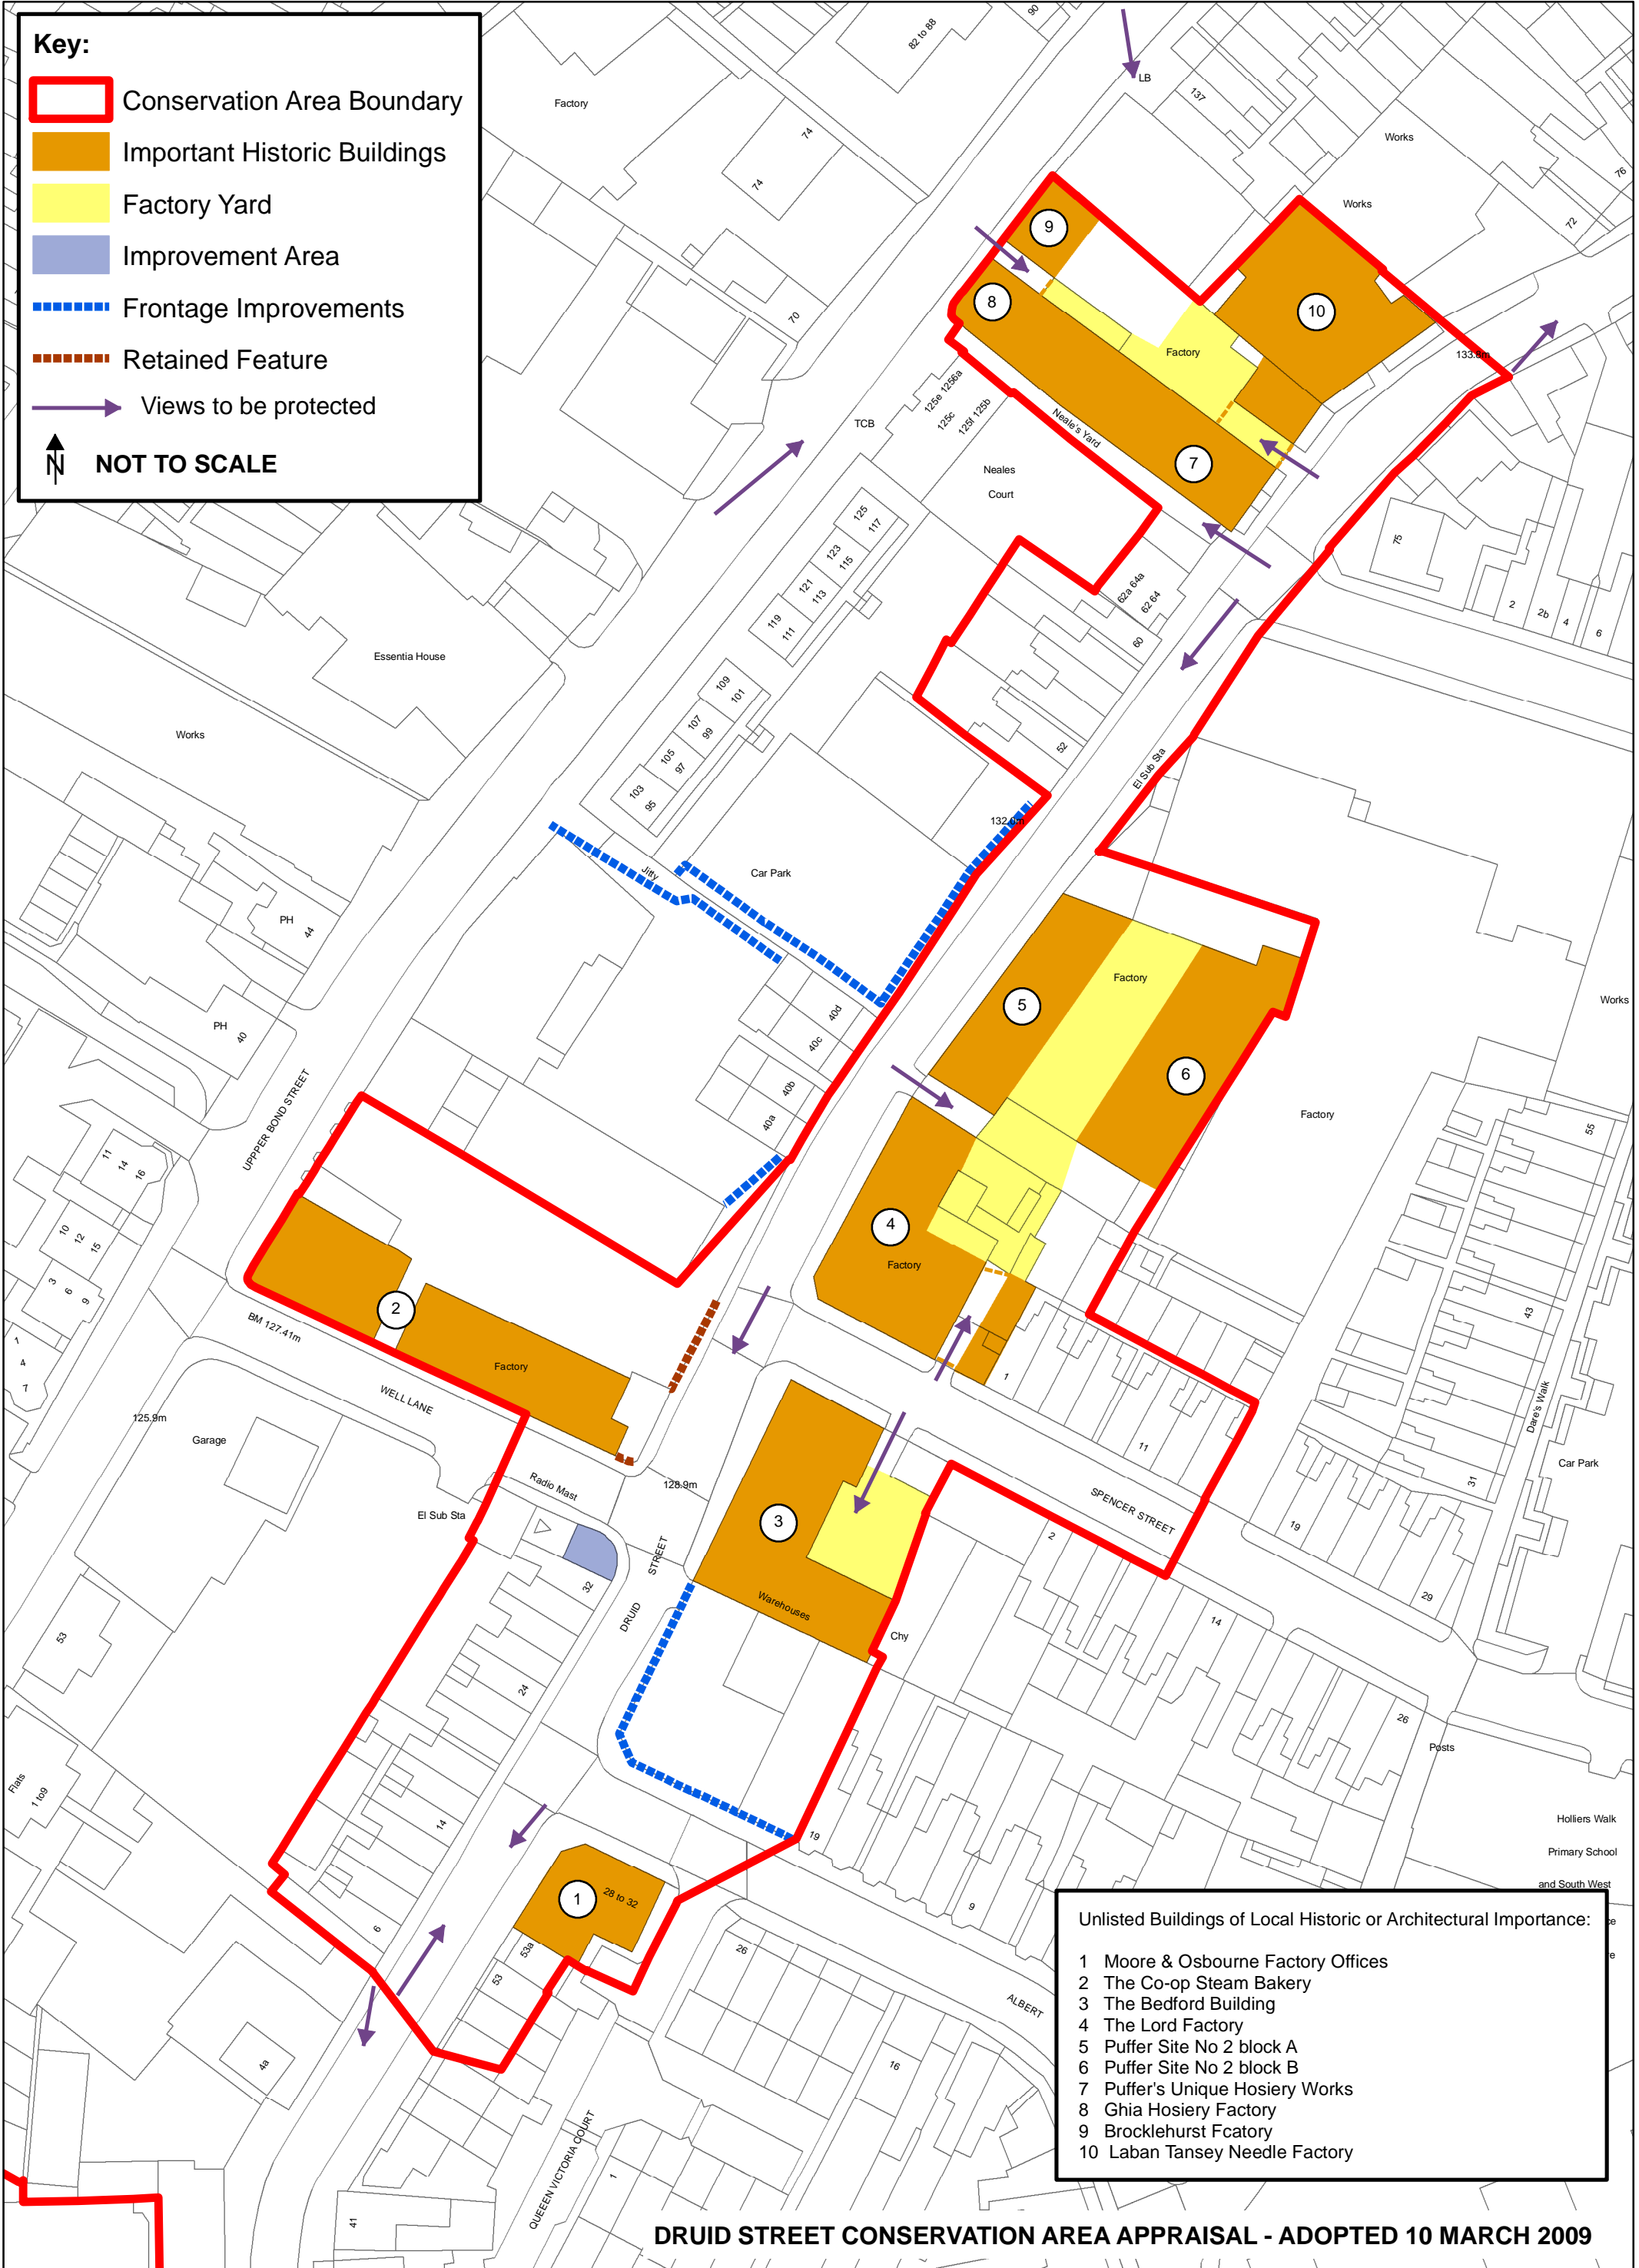 Key:
Conservation Area Boundary
Important Historic Buildings
Factory Yard
Improvement Area
Frontage Improvements
Retained Feature
Views to be protected
N
NOT TO SCALE
82 to 88
90
LB
137
Factory
74
74
Works
76
Works
72
9
8
10
70
Factory
133.8m
125e 1256a
125c
125f 125b
TCB
Neale's Yard
7
Neales
Court
125
117
123
115
121
113
119
111
75
2
2b
4
6
62a 64a
62 64
60
Essentia House
109
101
107
99
105
97
103
95
Works
52
El Sub Sta
132.6m
Jitty
Car Park
PH
44
Factory
5
Works
PH
40
40d
40c
40b
40a
6
Factory
UPPPER BOND STREET
55
11
14
16
10
12
15
3
6
9
1
4
7
4
Factory
2
BM 127.41m
Factory
43
WELL LANE
1
11
Dare's Walk
125.9m
Garage
Car Park
31
Radio Mast
128.9m
El Sub Sta
SPENCER STREET
3
2
19
29
32
STREET
DRUID
Warehouses
Chy
14
53
24
26
Posts
Flats
1 to9
14
19
Holliers Walk
Primary School
and South West
1
28 to 32
6
53a
53
26
9
ALBERT
16
4a
QUEEEN VICTORIA COURT
1
41
Unlisted Buildings of Local Historic or Architectural Importance:
1 Moore & Osbourne Factory Offices
2 The Co-op Steam Bakery
3 The Bedford Building
4 The Lord Factory
5 Puffer Site No 2 block A
6 Puffer Site No 2 block B
7 Puffer's Unique Hosiery Works
8 Ghia Hosiery Factory
9 Brocklehurst Fcatory
10 Laban Tansey Needle Factory
DRUID STREET CONSERVATION AREA APPRAISAL - ADOPTED 10 MARCH 2009